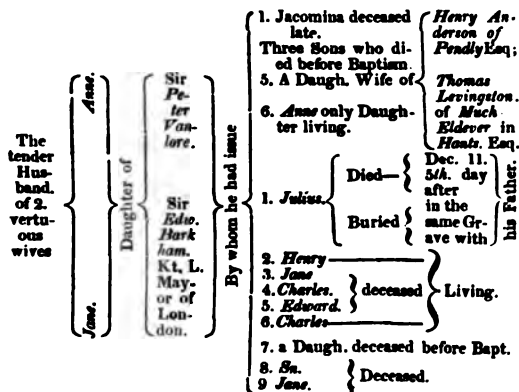 The
tender
Hus-
band.
of 2.
vertu-
ous
wives
Anne.
Jane.
Daughter of
Sir
Pe-
ter
Van-
lore.
Sir
Edw.
Bark
ham.
Kt, L.
May-
or of
Lon-
don.
By whom he had issue
1. Jacomina deceased
late.
Three Sons who di-
ed before Baptism
5. A Daugh. Wife of
6. Anne only Daugh-
ter living.
Henry An-
derson of
Pendly Esq;
Thomas
Levingston.
of Much
Eldever in
Hants. Esq.
1. Julius.
Died—
Buried
Dec. 11.
5th. day
after
in the
same Gr-
ave with
his Father.
2. Henry
3. Jane
4. Charles.
5. Edward.
6. Charles
deceased
Living.
7. a Daugh. deceased before Bapt.
8. Sn.
9 Jane.
Deceased.